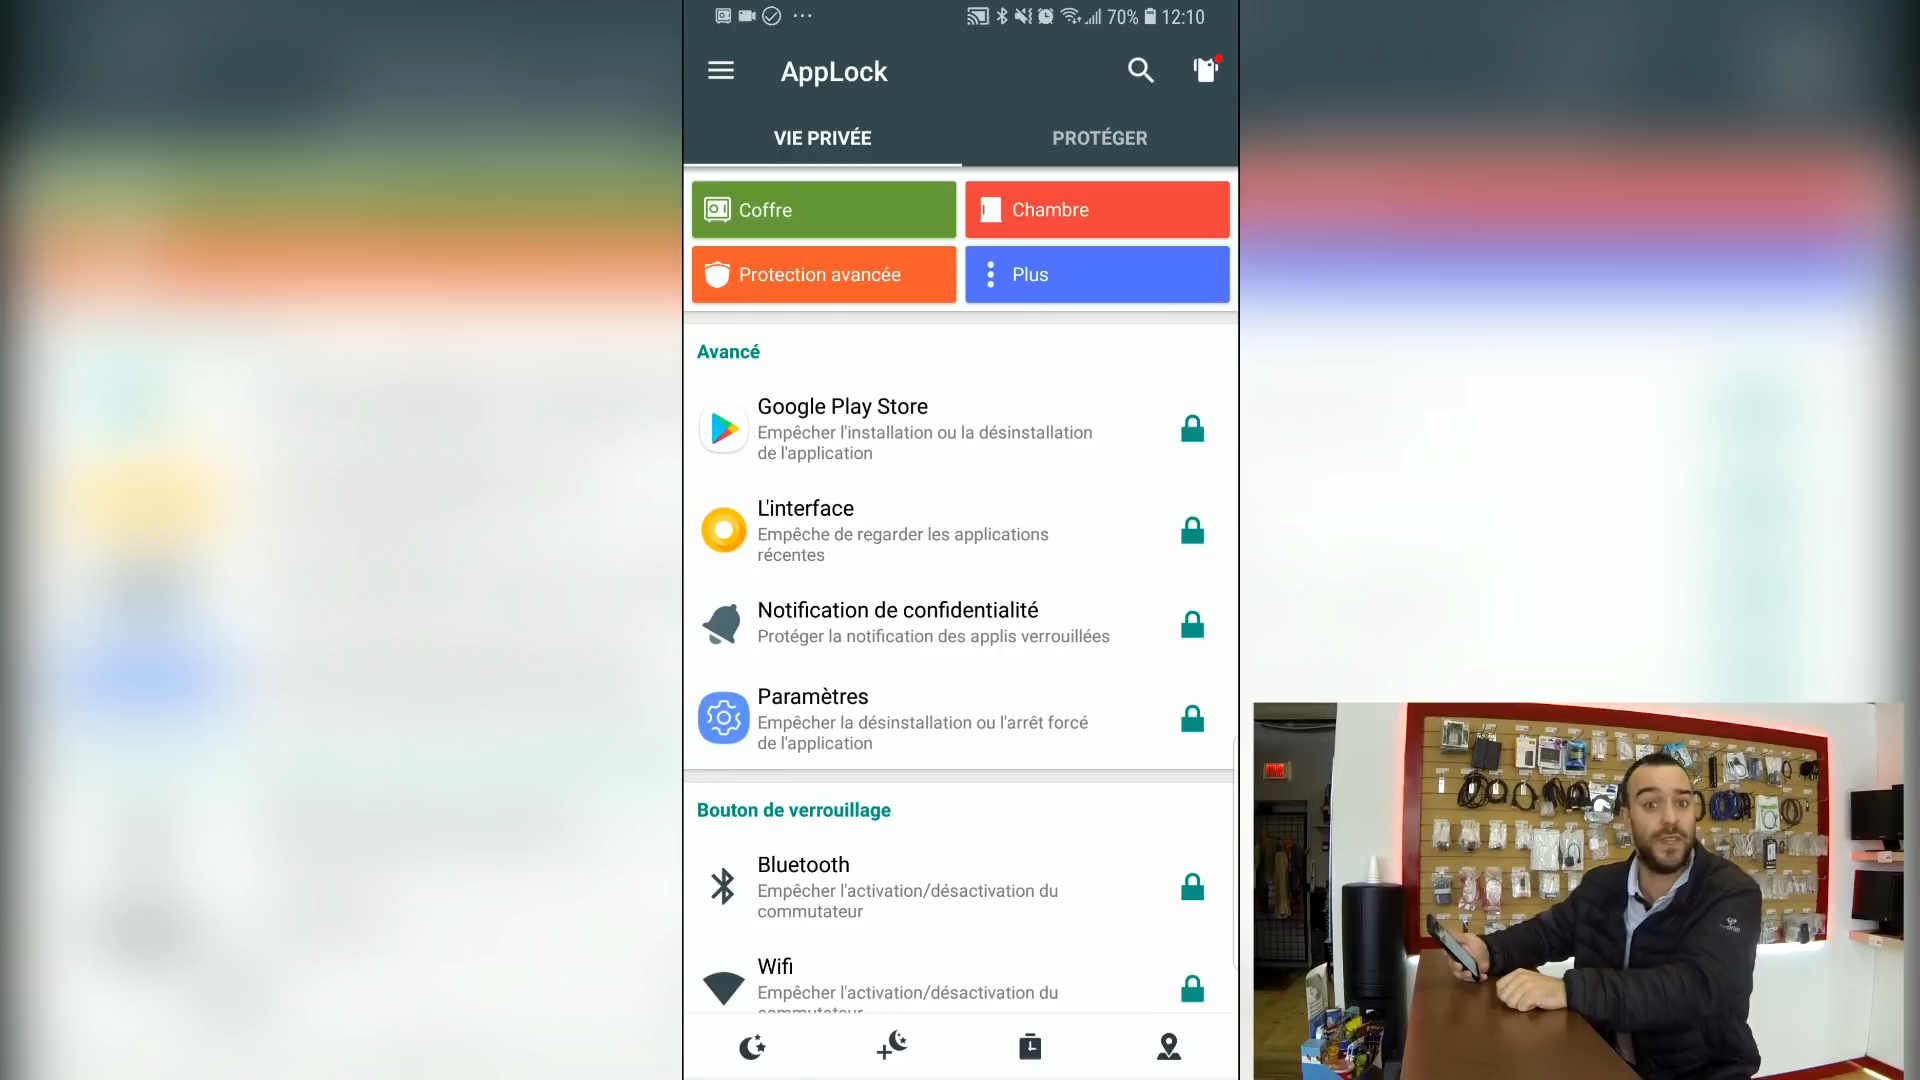 70% 12:10
AppLock
VIE PRIVÉE
PROTÉGER
Coffre
Chambre
Protection avancée
Plus
Avancé
Google Play Store
Empêcher l'installation ou la désinstallation
de l'application
L'interface
Empêche de regarder les applications
récentes
Notification de confidentialité
Protéger la notification des applis verrouillées
Paramètres
Empêcher la désinstallation ou l'arrêt forcé
de l'application
Bouton de verrouillage
Bluetooth
Empêcher l'activation/désactivation du
commutateur
Wifi
Empêcher l'activation/désactivation du
commutateur